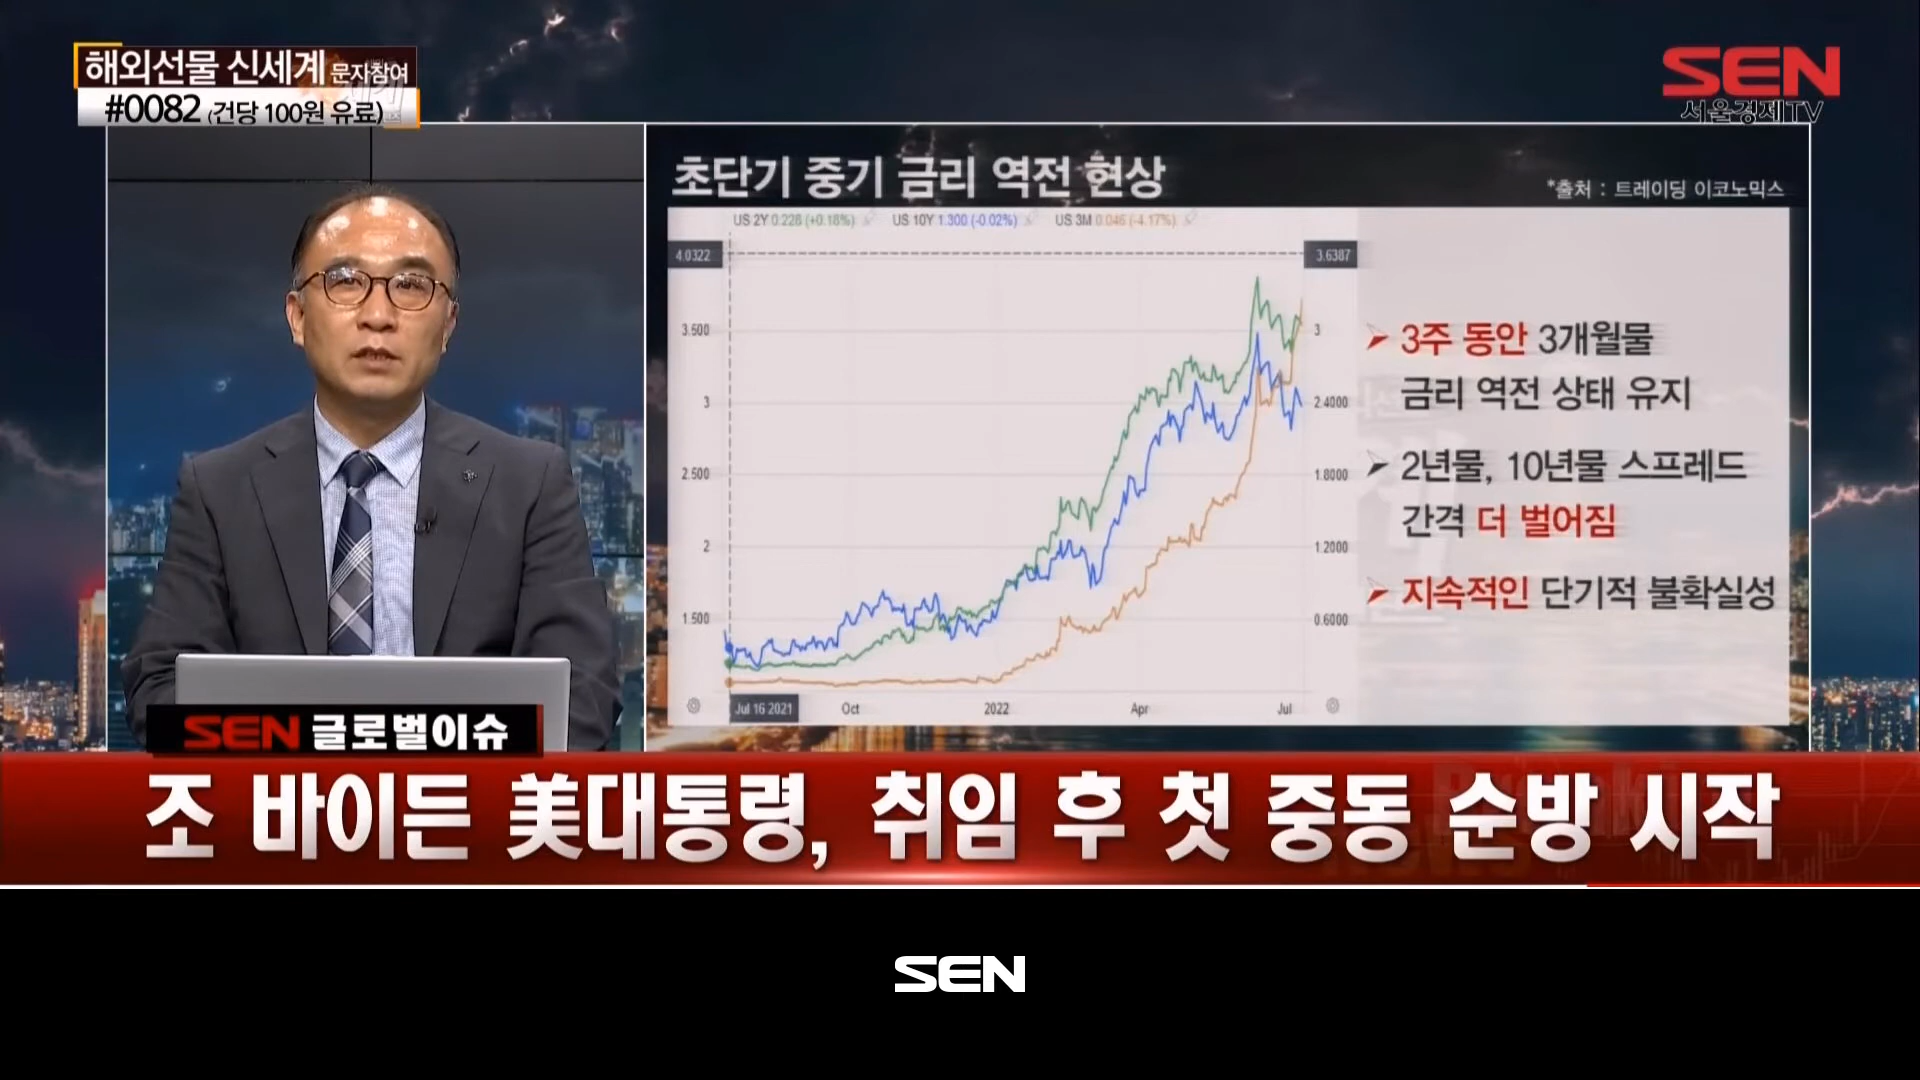 해외선물 신세계 문자참여
#0082 (건당 100원 유료)
SEN
서울경제TV
초단기 중기 금리 역전 현상
*출처 : 트레이딩 이코노믹스
US 2Y 0.228 (+0.18%) US 10Y 1.300 (-0.02%) US 3M 0.046 (-4.17%)
4.0322
3.6387
3.500
3
3
2.4000
2.500
1.8000
2
1.2000
1.500
0.6000
Jul 16 2021 Oct 2022 Apr Jul
3주 동안 3개월물
금리 역전 상태 유지
2년물, 10년물 스프레드
간격 더 벌어짐
지속적인 단기적 불확실성
SEN 글로벌이슈
조 바이든 美대통령, 취임 후 첫 중동 순방 시작
SEN